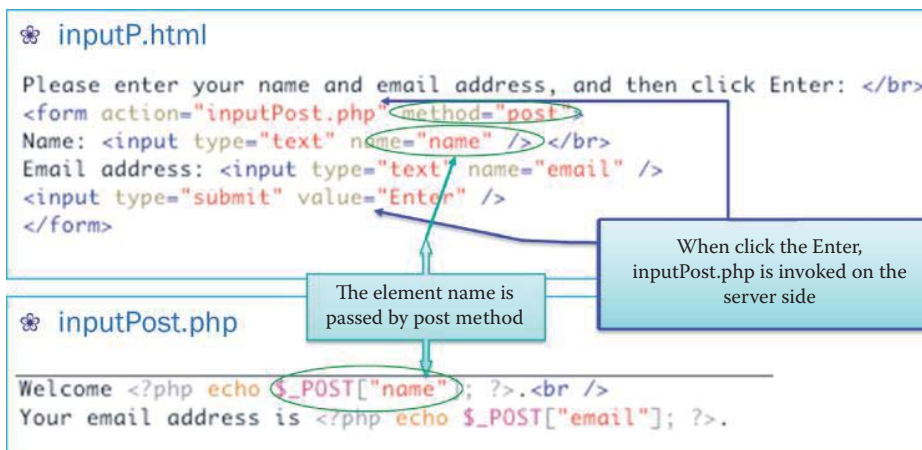 inputP.html
Please enter your name and email address, and then click Enter: </br>
<form action="inputPost.php" method="post">
Name: <input type="text" name="name" /> </br>
Email address: <input type="text" name="email" />
<input type="submit" value="Enter" />
</form>
When click the Enter,
inputPost.php is invoked on the
server side
The element name is
passed by post method
inputPost.php
Welcome <?php echo $_POST["name"]; ?>.<br />
Your email address is <?php echo $_POST["email"]; ?>.